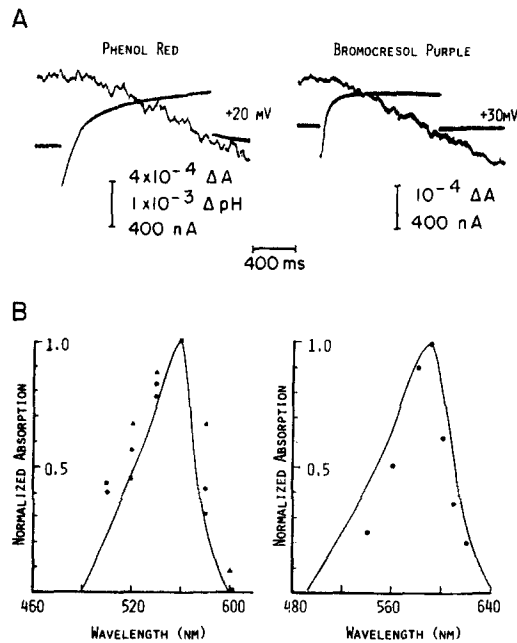 A
PHENOL RED
BROMOCRESOL PURPLE
+20 mV
+30mV
4x10⁻⁴ ΔA
1x10⁻³ ΔpH
400 nA
10⁻⁴ ΔA
400 nA
400 ms
B
1.0
0.5
NORMALIZED ABSORPTION
460 520 600
WAVELENGTH (NM)
1.0
0.5
NORMALIZED ABSORPTION
480 560 640
WAVELENGTH (NM)